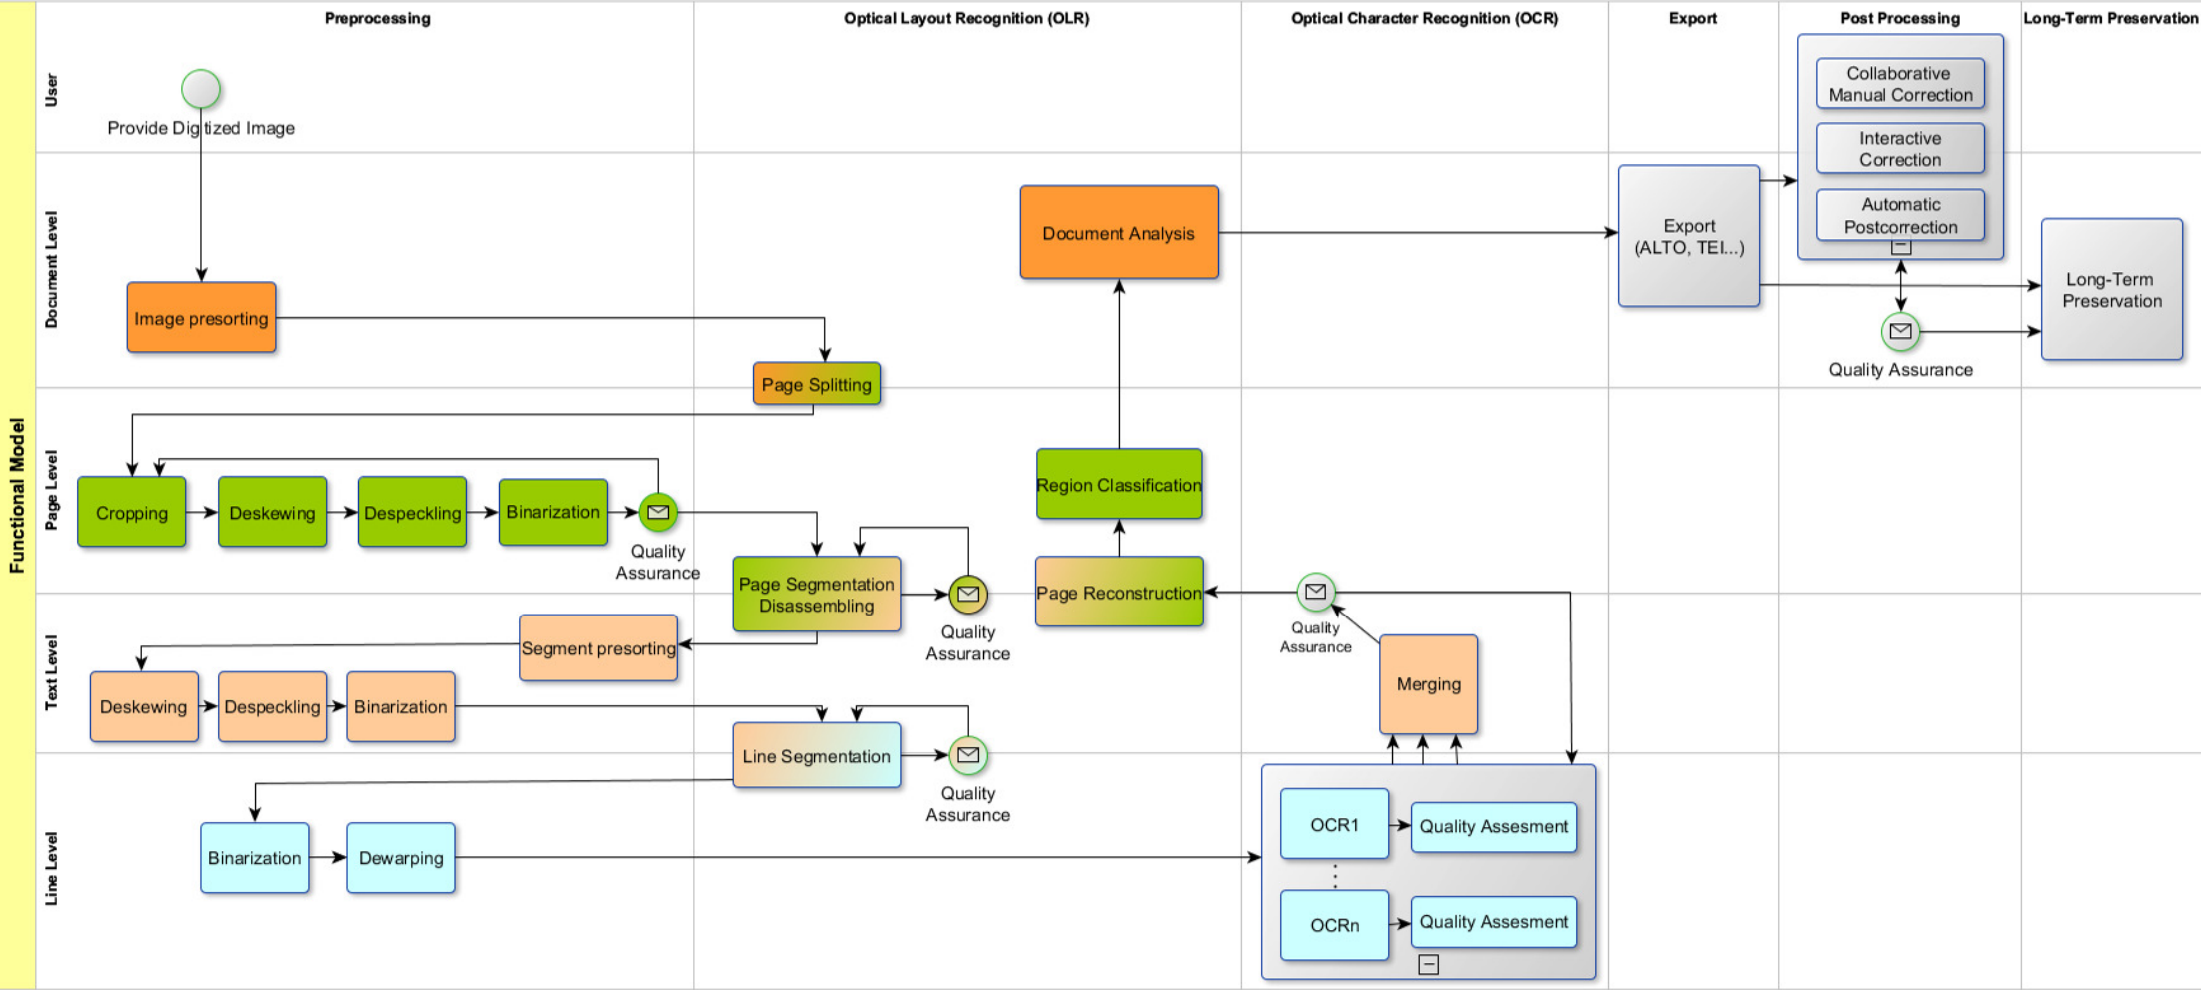 Preprocessing
Optical Layout Recognition (OLR)
Optical Character Recognition (OCR)
Export
Post Processing
Long-Term Preservation
Functional Model
User
Provide Digitized Image
Collaborative
Manual Correction
Interactive
Correction
Automatic
Postcorrection
Document Level
Image presorting
Page Splitting
Document Analysis
Export
(ALTO, TEI...)
Long-Term
Preservation
Quality Assurance
Page Level
Cropping
Deskewing
Despeckling
Binarization
Quality
Assurance
Page Segmentation
Disassembling
Quality
Assurance
Region Classification
Page Reconstruction
Quality
Assurance
Text Level
Segment presorting
Deskewing
Despeckling
Binarization
Merging
Line Segmentation
Quality
Assurance
Line Level
Binarization
Dewarping
OCR1
Quality Assesment
OCRn
Quality Assesment